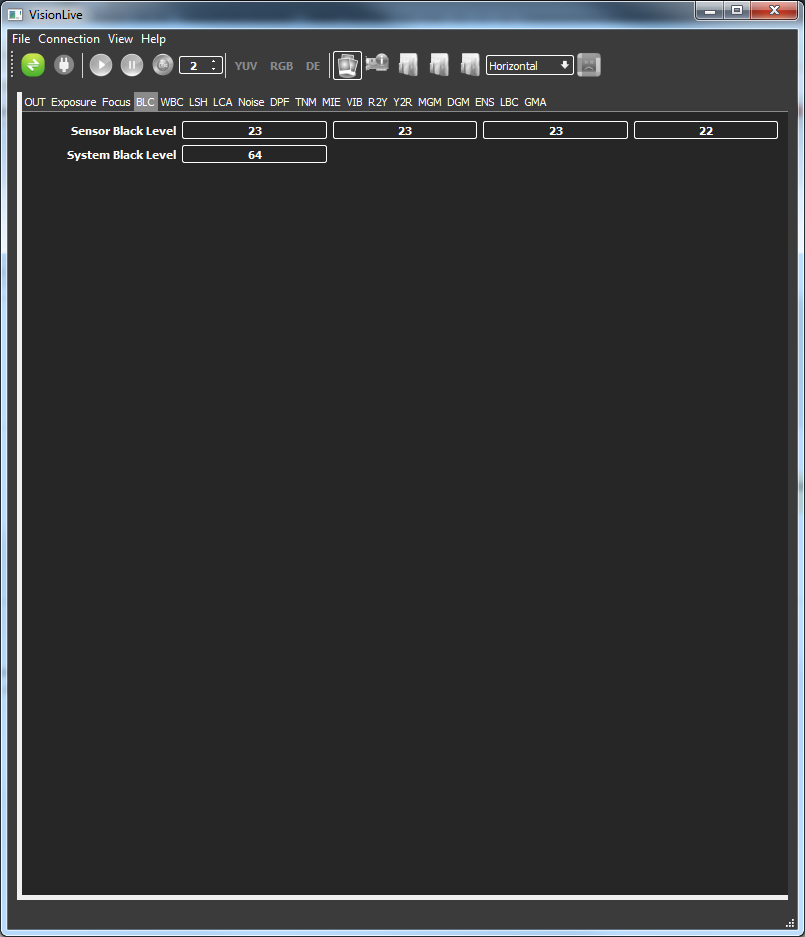 VisionLive
File Connection View Help
2 YUV RGB DE Horizontal
OUT Exposure Focus BLC WBC LSH LCA Noise DPF TNM MIE VIB R2Y Y2R MGM DGM ENS LBC GMA
Sensor Black Level 23 23 23 22
System Black Level 64